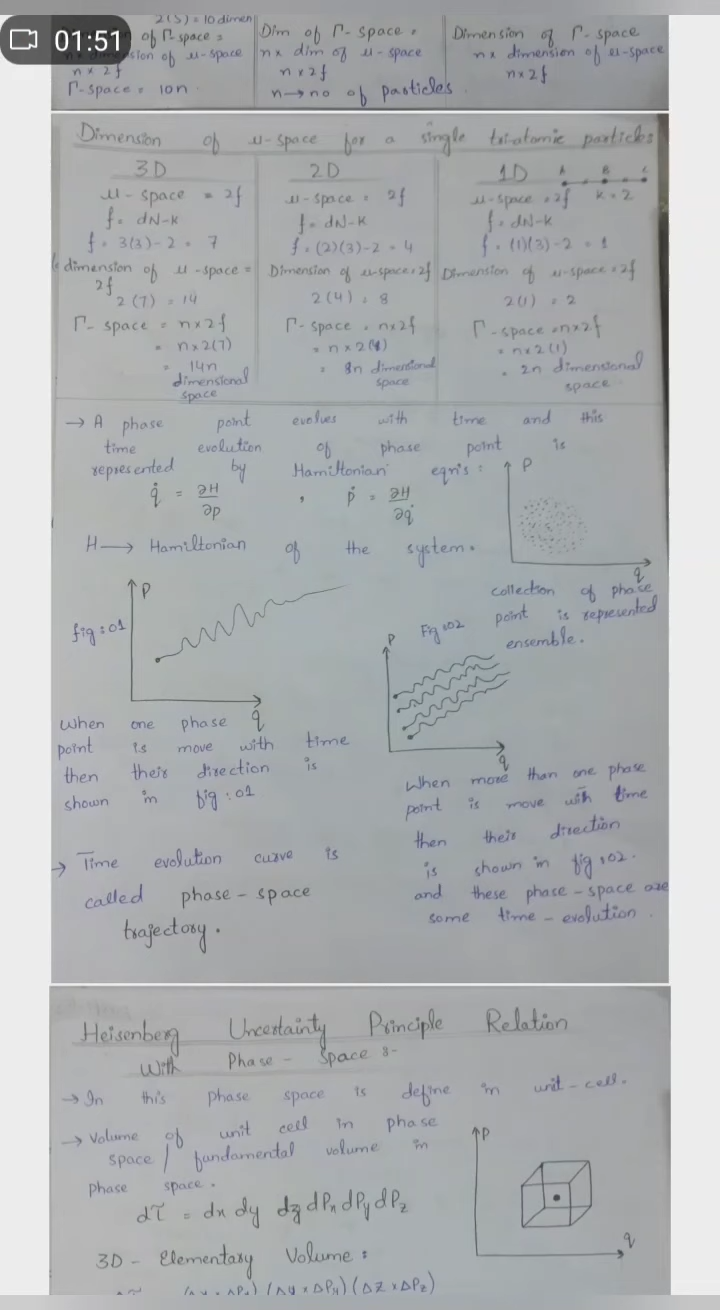 01:51
2(5) = 10 dimen
of Γ-space =
dimension of μ-space
n x 2f
Γ-space = 10n
Dim of Γ-space =
n x dim of μ-space
n x 2f
n → no of particles.
Dimension of Γ-space
n x dimension of μ-space
n x 2f
Dimension of μ-space for a single tri-atomic particles
3D
μ-space = 2f
f = dN-k
f = 3(3)-2 = 7
dimension of μ-space =
2f
2(7) = 14
Γ-space = n x 2f
= n x 2(7)
= 14n
dimensional
space
2D
μ-space = 2f
f = dN-k
f = (2)(3)-2 = 4
Dimension of μ-space = 2f
2(4) = 8
Γ-space = n x 2f
= n x 2(4)
= 8n dimensional
space
1D
A B C
μ-space = 2f K = 2
f = dN-k
f = (1)(3)-2 = 1
Dimension of μ-space = 2f
2(1) = 2
Γ-space = n x 2f
= n x 2(1)
= 2n dimensional
space
→ A phase point evolves with time and this
time evolution of phase point is
represented by Hamiltonian eqn's :
q̇ = ∂H/∂p , ṗ = ∂H/∂q
H → Hamiltonian of the system.
P
q
collection of phase
point is represented
ensemble.
fig:01
P
q
When one phase
point is move with time
then their direction is
shown in fig:01
→ Time evolution curve is
called phase-space
trajectory.
Fig:02
P
q
When more than one phase
point is move with time
then their direction
is shown in fig:02.
and these phase-space are
some time-evolution.
Heisenberg Uncertainty Principle Relation
With Phase-Space :-
→ In this phase space is define in unit-cell.
→ Volume of unit cell in phase
space / fundamental volume in
phase space.
dτ = dx dy dz dPx dPy dPz
P
q
3D - Elementary Volume :
(Δx x ΔPx) (Δy x ΔPy) (Δz x ΔPz)